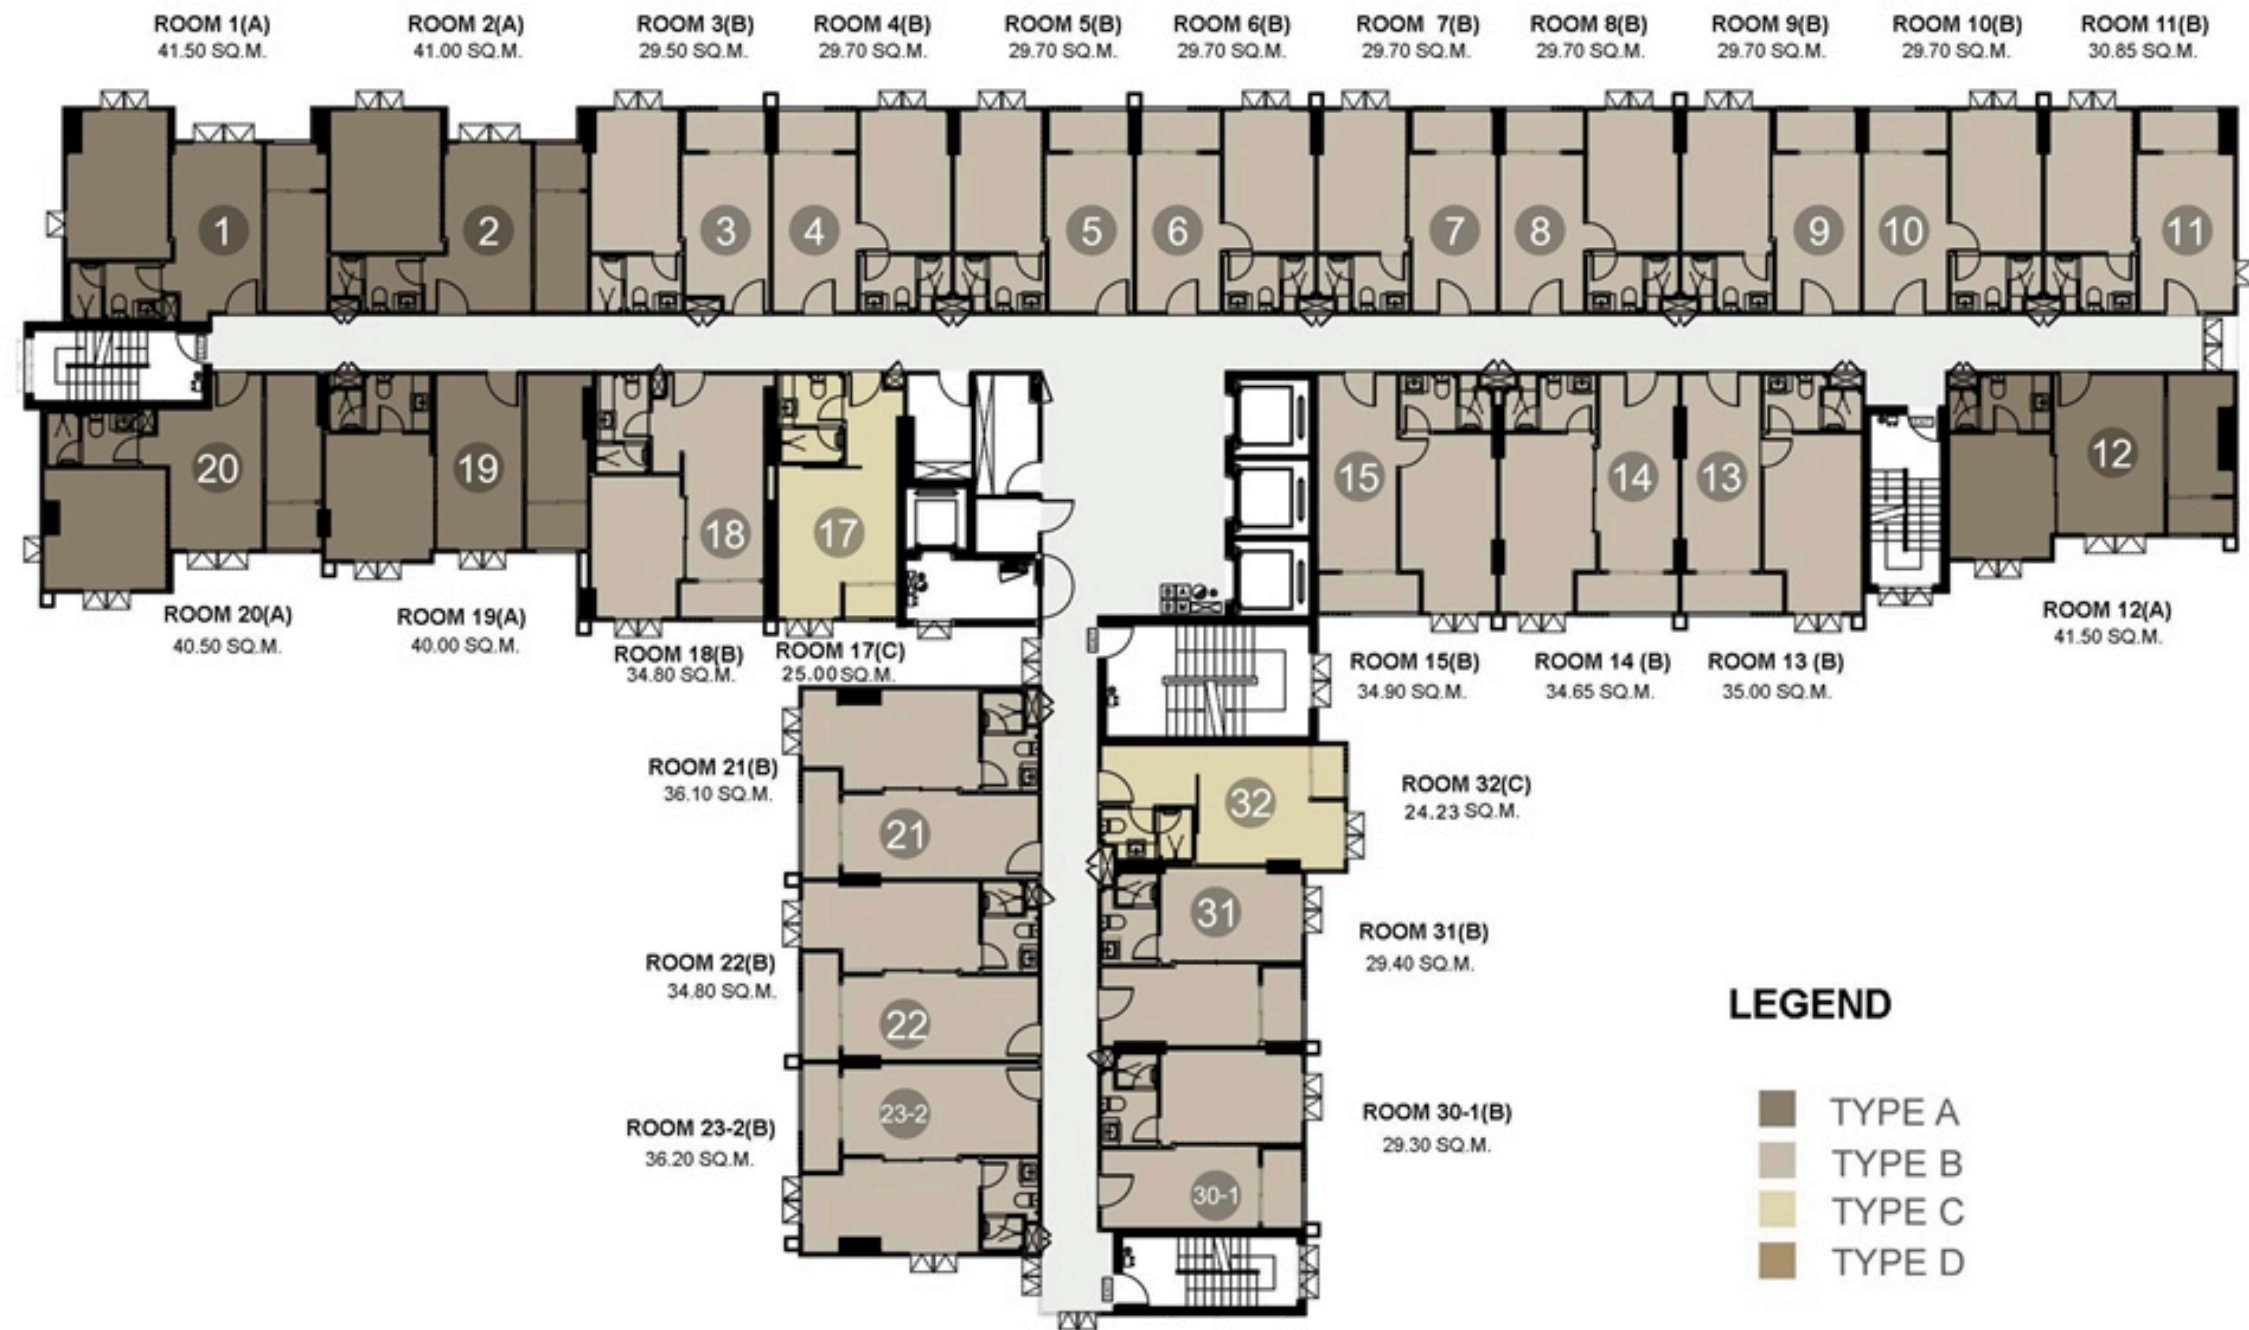 ROOM 1(A)
41.50 SQ.M.
ROOM 2(A)
41.00 SQ.M.
ROOM 3(B)
29.50 SQ.M.
ROOM 4(B)
29.70 SQ.M.
ROOM 5(B)
29.70 SQ.M.
ROOM 6(B)
29.70 SQ.M.
ROOM 7(B)
29.70 SQ.M.
ROOM 8(B)
29.70 SQ.M.
ROOM 9(B)
29.70 SQ.M.
ROOM 10(B)
29.70 SQ.M.
ROOM 11(B)
30.85 SQ.M.
1
2
3
4
5
6
7
8
9
10
11
20
19
18
17
15
14
13
12
ROOM 20(A)
40.50 SQ.M.
ROOM 19(A)
40.00 SQ.M.
ROOM 18(B)
34.80 SQ.M.
ROOM 17(C)
25.00 SQ.M.
ROOM 15(B)
34.90 SQ.M.
ROOM 14 (B)
34.65 SQ.M.
ROOM 13 (B)
35.00 SQ.M.
ROOM 12(A)
41.50 SQ.M.
ROOM 21(B)
36.10 SQ.M.
21
32
ROOM 32(C)
24.23 SQ.M.
31
ROOM 31(B)
29.40 SQ.M.
ROOM 22(B)
34.80 SQ.M.
22
ROOM 23-2(B)
36.20 SQ.M.
23-2
30-1
ROOM 30-1(B)
29.30 SQ.M.
LEGEND
TYPE A
TYPE B
TYPE C
TYPE D